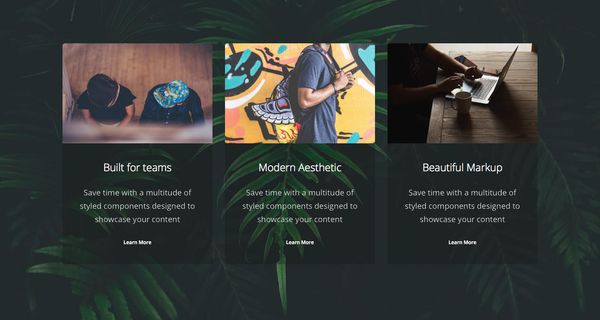 Built for teams
Save time with a multitude of
styled components designed to
showcase your content
Learn More
Modern Aesthetic
Save time with a multitude of
styled components designed to
showcase your content
Learn More
Beautiful Markup
Save time with a multitude of
styled components designed to
showcase your content
Learn More